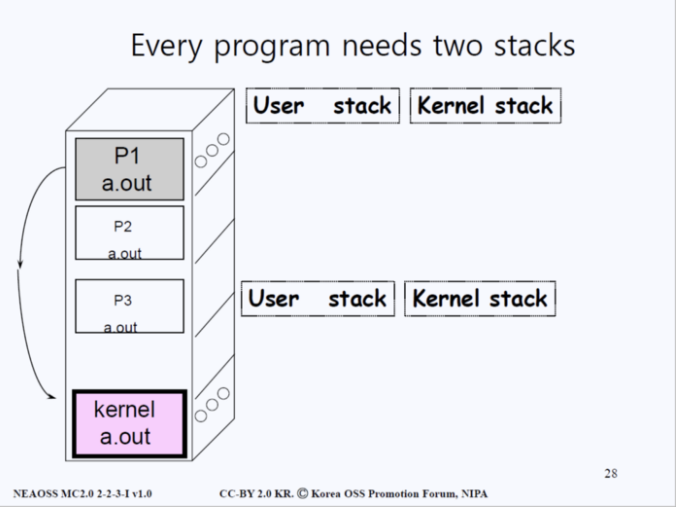 Every program needs two stacks
User stack Kernel stack
P1
a.out
P2
a.out
P3
a.out
User stack Kernel stack
kernel
a.out
28
NEAOSS MC2.0 2-2-3-I v1.0 CC-BY 2.0 KR. Ⓒ Korea OSS Promotion Forum, NIPA